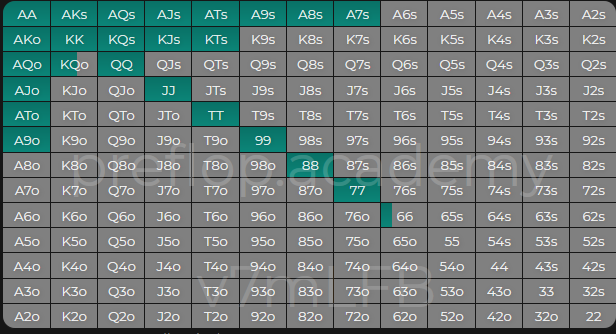 AA AKs AQs AJs ATs A9s A8s A7s A6s A5s A4s A3s A2s
AKo KK KQs KJs KTs K9s K8s K7s K6s K5s K4s K3s K2s
AQo KQo QQ QJs QTs Q9s Q8s Q7s Q6s Q5s Q4s Q3s Q2s
AJo KJo QJo JJ JTs J9s J8s J7s J6s J5s J4s J3s J2s
ATo KTo QTo JTo TT T9s T8s T7s T6s T5s T4s T3s T2s
A9o K9o Q9o J9o T9o 99 98s 97s 96s 95s 94s 93s 92s
A8o K8o Q8o J8o T8o 98o 88 87s 86s 85s 84s 83s 82s
preflop.academy
A7o K7o Q7o J7o T7o 97o 87o 77 76s 75s 74s 73s 72s
A6o K6o Q6o J6o T6o 96o 86o 76o 66 65s 64s 63s 62s
A5o K5o Q5o J5o T5o 95o 85o 75o 65o 55 54s 53s 52s
A4o K4o Q4o J4o T4o 94o 84o 74o 64o 54o 44 43s 42s
v7mLFB
A3o K3o Q3o J3o T3o 93o 83o 73o 63o 53o 43o 33 32s
A2o K2o Q2o J2o T2o 92o 82o 72o 62o 52o 42o 32o 22